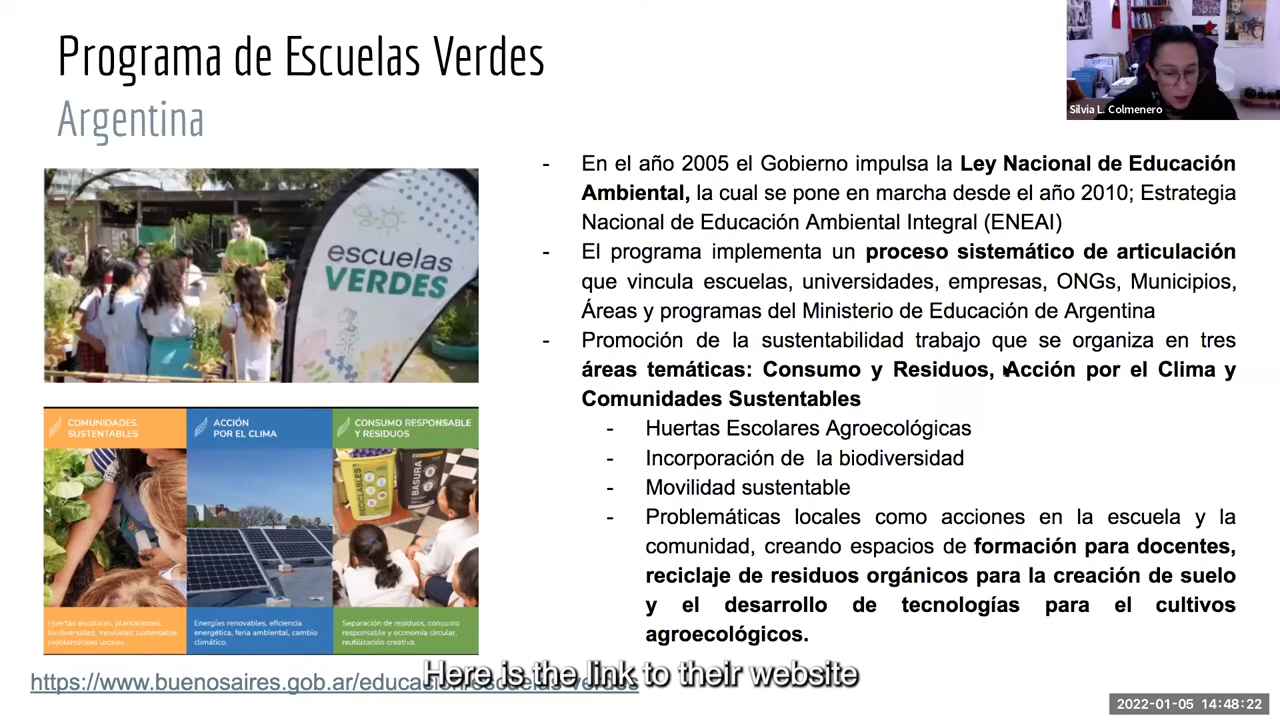 Programa de Escuelas Verdes
Argentina
Silvia L. Colmenero
escuelas
VERDES
- En el año 2005 el Gobierno impulsa la Ley Nacional de Educación
Ambiental, la cual se pone en marcha desde el año 2010; Estrategia
Nacional de Educación Ambiental Integral (ENEAI)
- El programa implementa un proceso sistemático de articulación
que vincula escuelas, universidades, empresas, ONGs, Municipios,
Áreas y programas del Ministerio de Educación de Argentina
- Promoción de la sustentabilidad trabajo que se organiza en tres
áreas temáticas: Consumo y Residuos, Acción por el Clima y
Comunidades Sustentables
- Huertas Escolares Agroecológicas
- Incorporación de la biodiversidad
- Movilidad sustentable
- Problemáticas locales como acciones en la escuela y la
comunidad, creando espacios de formación para docentes,
reciclaje de residuos orgánicos para la creación de suelo
y el desarrollo de tecnologías para el cultivos
agroecológicos.
COMUNIDADES
SUSTENTABLES
ACCIÓN
POR EL CLIMA
CONSUMO RESPONSABLE
Y RESIDUOS
RECICLABLES
BASURA
Huertas escolares, plantaciones,
biodiversidad, movilidad sustentable,
problemáticas locales.
Energías renovables, eficiencia
energética, feria ambiental, cambio
climático.
Separación de residuos, consumo
responsable y economía circular,
reutilización creativa.
https://www.buenosaires.gob.ar/educacion/escuelas-verdes
Here is the link to their website
2022-01-05 14:48:22